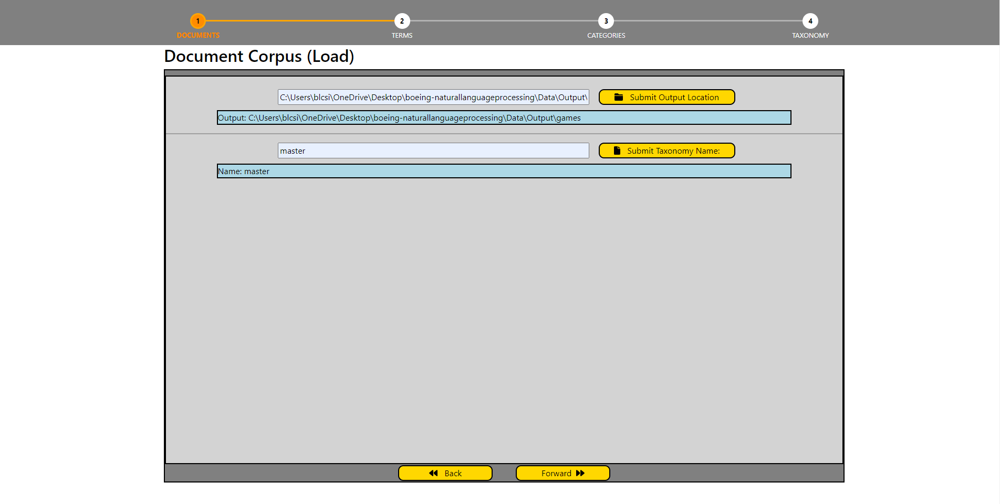 1 2 3 4
DOCUMENTS TERMS CATEGORIES TAXONOMY
Document Corpus (Load)
C:\Users\blcsi\OneDrive\Desktop\boeing-naturallanguageprocessing\Data\Output\ Submit Output Location
Output: C:\Users\blcsi\OneDrive\Desktop\boeing-naturallanguageprocessing\Data\Output\games
master Submit Taxonomy Name:
Name: master
Back Forward